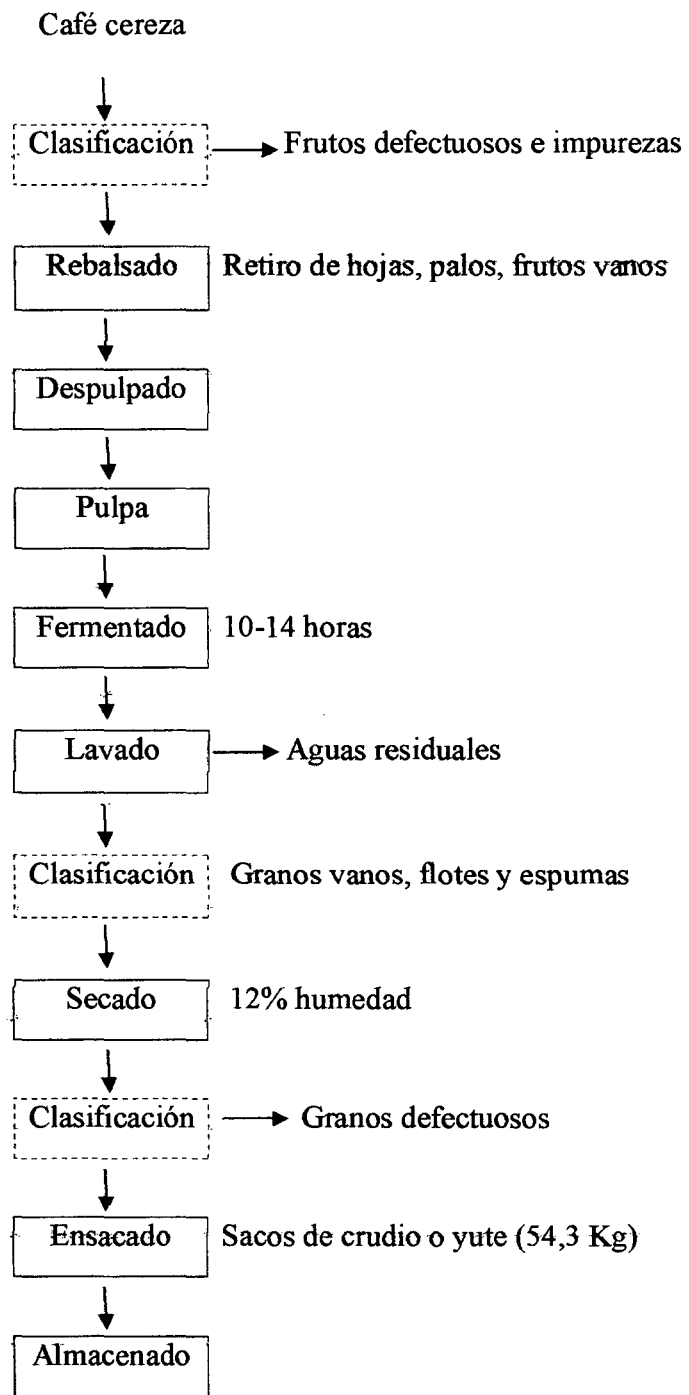 Café cereza
Clasificación Frutos defectuosos e impurezas
Rebalsado Retiro de hojas, palos, frutos vanos
Despulpado
Pulpa
Fermentado 10-14 horas
Lavado Aguas residuales
Clasificación Granos vanos, flotes y espumas
Secado 12% humedad
Clasificación Granos defectuosos
Ensacado Sacos de crudio o yute (54,3 Kg)
Almacenado